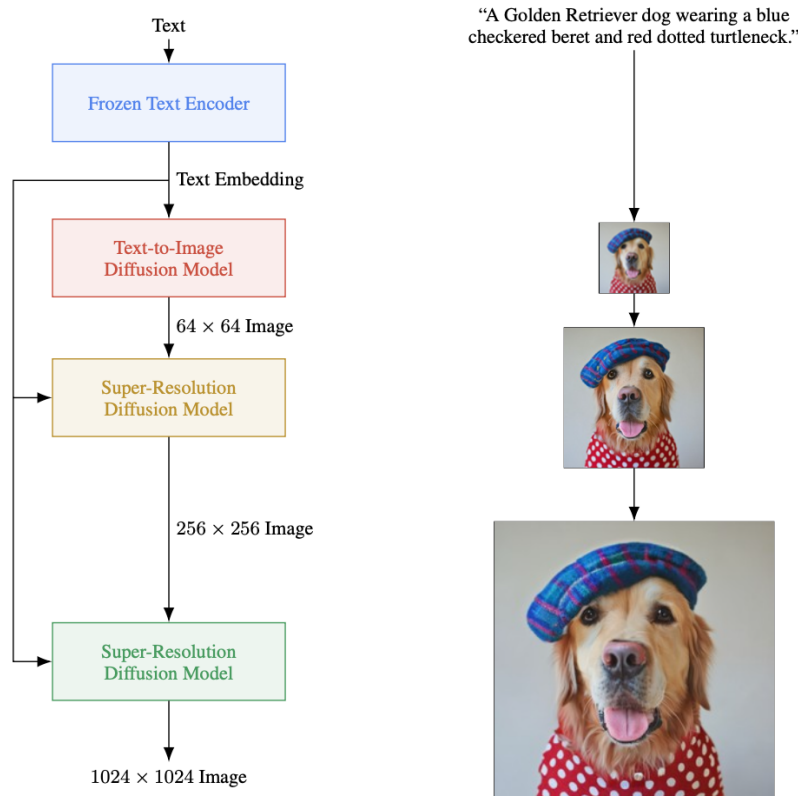 Text
Frozen Text Encoder
Text Embedding
Text-to-Image
Diffusion Model
64 × 64 Image
Super-Resolution
Diffusion Model
256 × 256 Image
Super-Resolution
Diffusion Model
1024 × 1024 Image
“A Golden Retriever dog wearing a blue
checkered beret and red dotted turtleneck.”